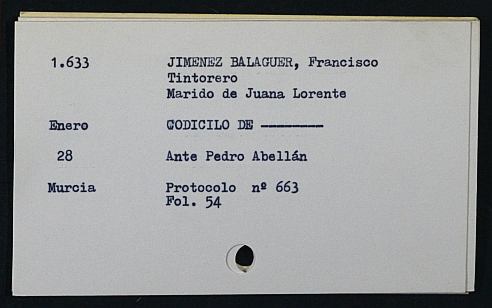 1.633 JIMENEZ BALAGUER, Francisco
Tintorero
Marido de Juana Lorente
Enero CODICILO DE --------
28 Ante Pedro Abellán
Murcia Protocolo nº 663
Fol. 54